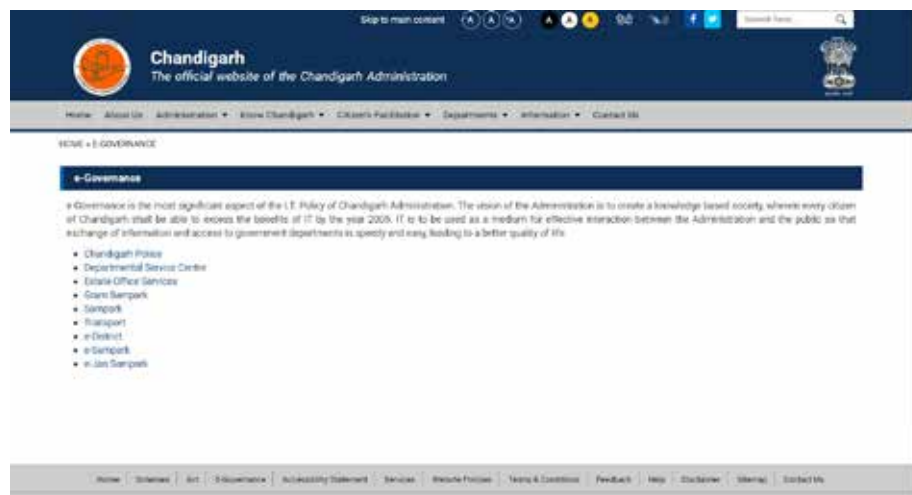 Skip to main content A A A A A A हिंदी Search here..
Chandigarh
The official website of the Chandigarh Administration
Home About Us Administration Know Chandigarh Citizen's Facilitation Departments Information Contact Us
HOME » E-GOVERNANCE
e-Governance
e-Governance is the most significant aspect of the I.T. Policy of Chandigarh Administration. The vision of the Administration is to create a knowledge based society, wherein every citizen
of Chandigarh shall be able to access the benefits of IT by the year 2005. IT is to be used as a medium for effective interaction between the Administration and the public so that
exchange of information and access to government departments is speedy and easy, leading to a better quality of life.
Chandigarh Police
Departmental Service Centre
Estate Office Services
Gram Sampark
Sampark
Transport
e-District
e-Sampark
e-Jan Sampark
Home Schemes Act E-Governance Accessibility Statement Services Website Policies Terms & Conditions Feedback Help Disclaimer Sitemap Contact Us